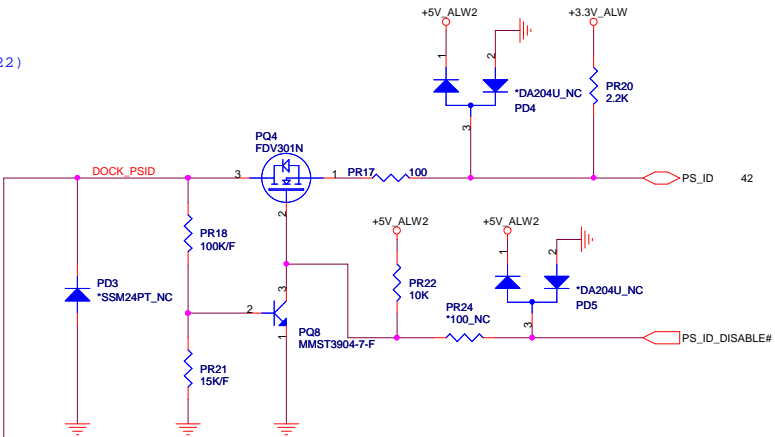 +5V_ALW2
+3.3V_ALW
22)
1
2
*DA204U_NC
PD4
PR20
2.2K
3
PQ4
FDV301N
DOCK_PSID
3
1
PR17
100
PS_ID
42
2
+5V_ALW2
+5V_ALW2
PR18
100K/F
1
2
PD3
*SSM24PT_NC
PR22
10K
*DA204U_NC
PD5
3
2
PR24
*100_NC
3
PQ8
MMST3904-7-F
1
PS_ID_DISABLE#
PR21
15K/F